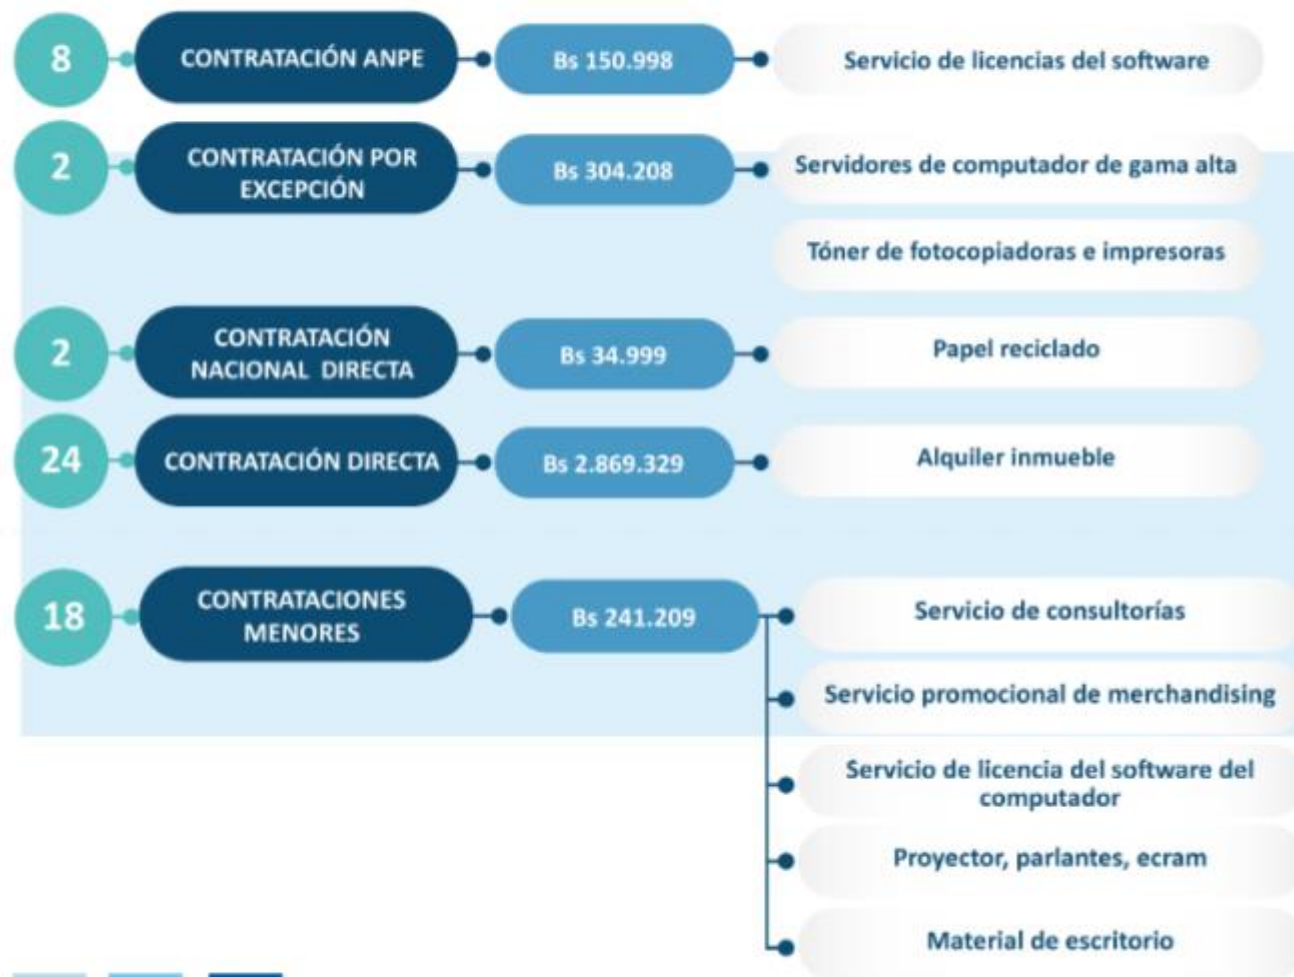 8
CONTRATACIÓN ANPE
Bs 150.998
Servicio de licencias del software
2
CONTRATACIÓN POR
EXCEPCIÓN
Bs 304.208
Servidores de computador de gama alta
Tóner de fotocopiadoras e impresoras
2
CONTRATACIÓN
NACIONAL DIRECTA
Bs 34.999
Papel reciclado
24
CONTRATACIÓN DIRECTA
Bs 2.869.329
Alquiler inmueble
18
CONTRATACIONES
MENORES
Bs 241.209
Servicio de consultorías
Servicio promocional de merchandising
Servicio de licencia del software del
computador
Proyector, parlantes, ecram
Material de escritorio